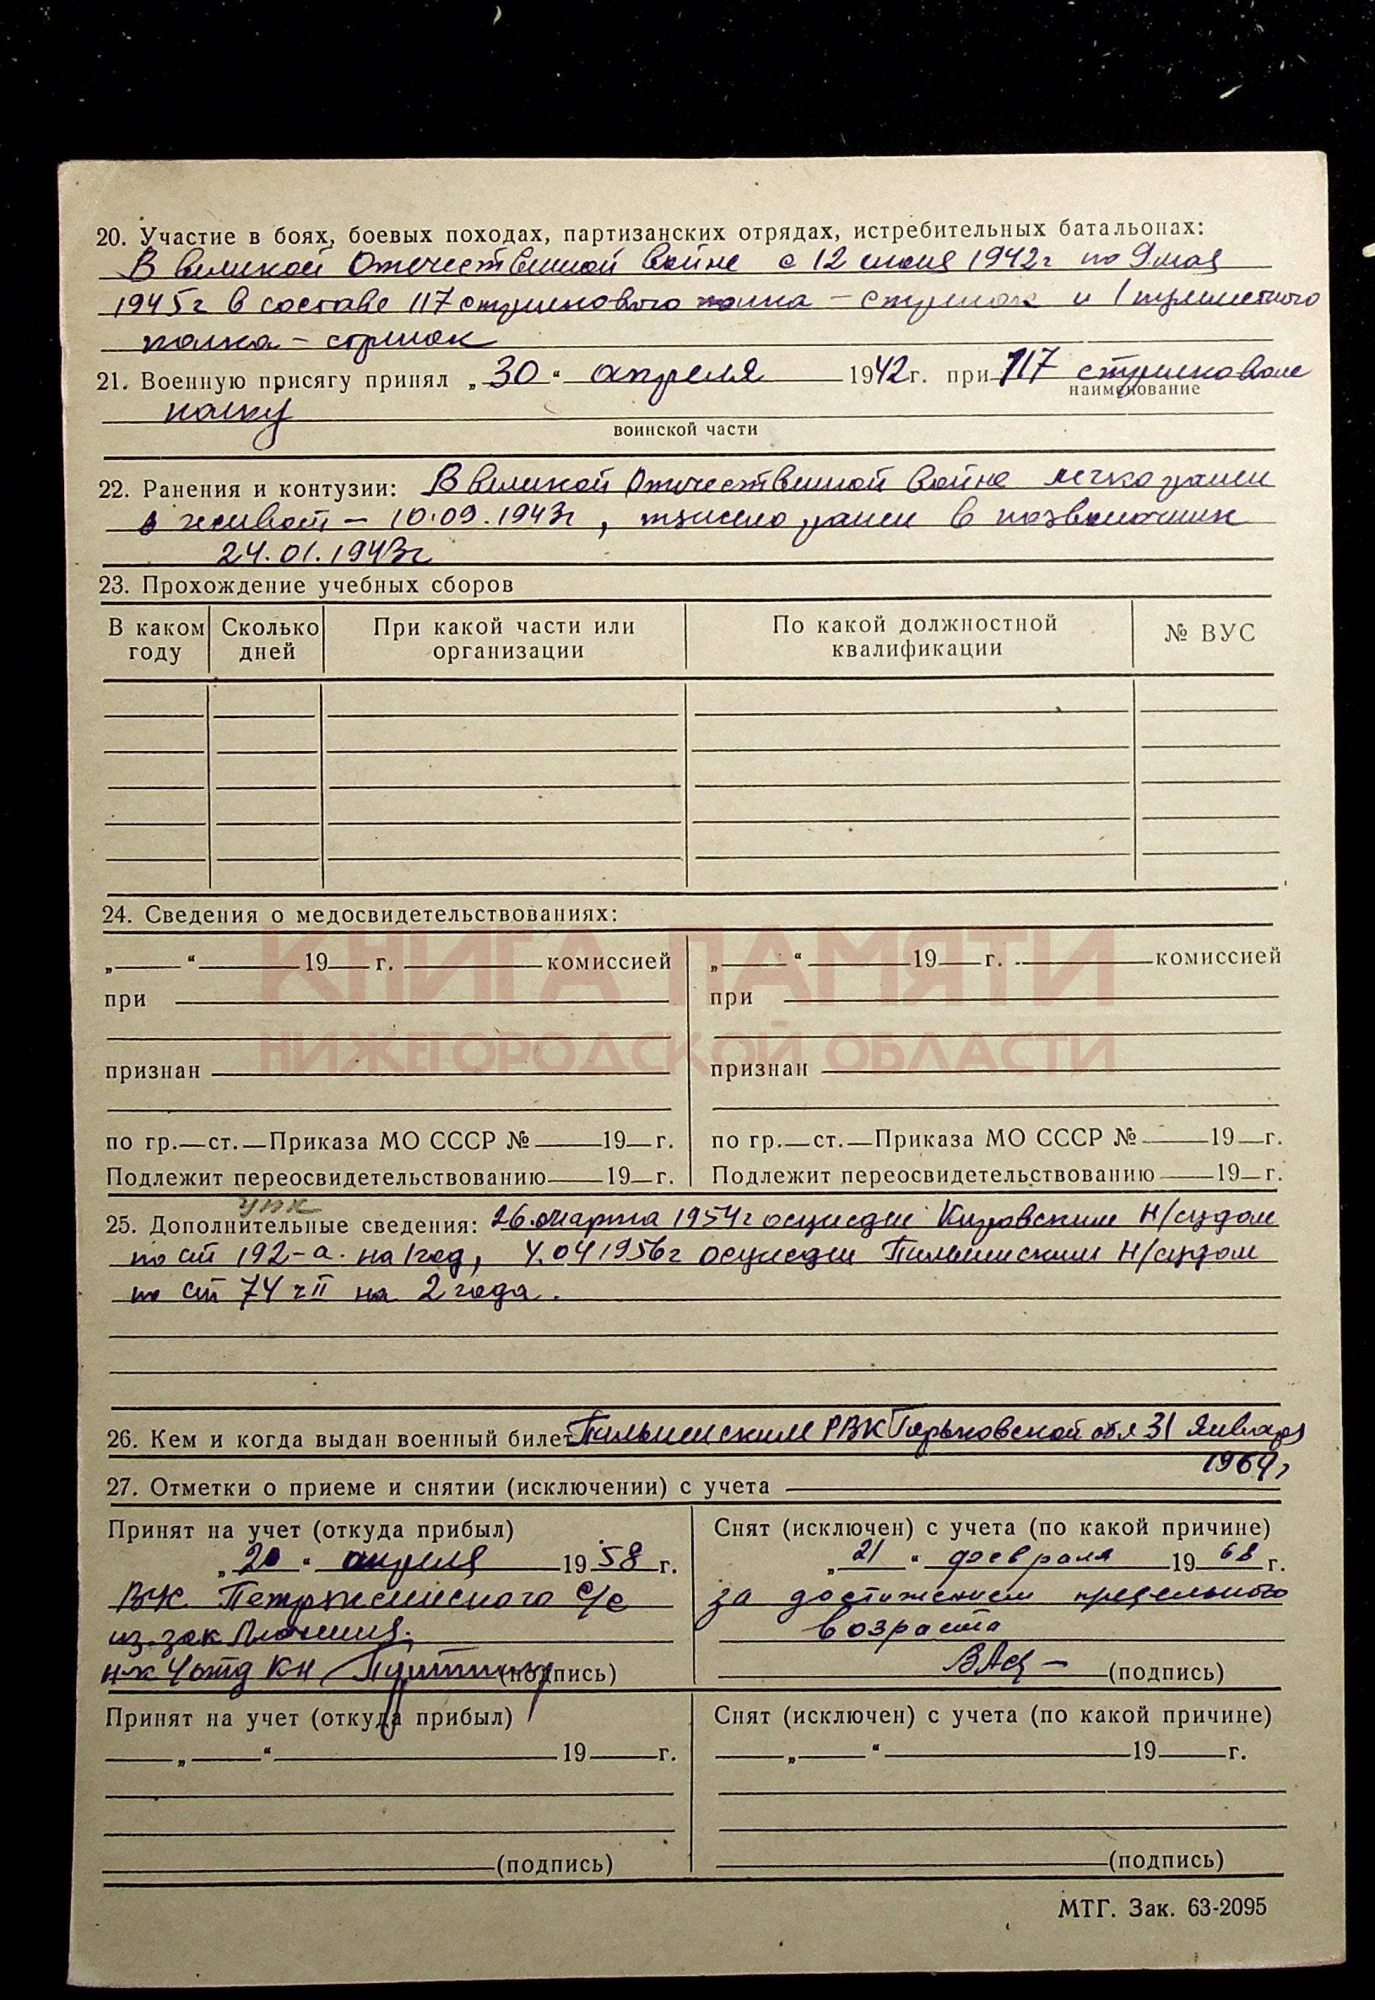 20. Участие в боях, боевых походах, партизанских отрядах, истребительных батальонах:
В великой Отечественной войне с 12 июня 1942г по 9 мая
1945г в составе 117 стрелкового полка – стрелок и 1 пулеметного
полка – стрелок
21. Военную присягу принял „30“ апреля 1942г. при 117 стрелковом
наименование
полку
воинской части
22. Ранения и контузии: В великой Отечественной войне легко ранен
в живот – 10.09.1943г, тяжело ранен в позвоночник
24.01.1943г
23. Прохождение учебных сборов
В каком году Сколько дней При какой части или организации По какой должностной квалификации № ВУС
24. Сведения о медосвидетельствованиях:
КНИГА ПАМЯТИ
НИЖЕГОРОДСКОЙ ОБЛАСТИ
„ “ 19 г. комиссией „ “ 19 г. комиссией
при при
признан признан
по гр. ст. Приказа МО СССР № 19 г. по гр. ст. Приказа МО СССР № 19 г.
Подлежит переосвидетельствованию 19 г. Подлежит переосвидетельствованию 19 г.
25. Дополнительные сведения: 26 марта 1954г осужден Кировским Н/судом
по ст 192-а. на 1 год, 4.04 1956г осужден Пильнинским Н/судом
по ст 74 ч II на 2 года.
26. Кем и когда выдан военный билет Пильнинским РВК Горьковской обл 31 января
1964г
27. Отметки о приеме и снятии (исключении) с учета
Принят на учет (откуда прибыл) Снят (исключен) с учета (по какой причине)
„20“ апреля 1958г. „21“ февраля 1968г.
с/с за достижением предельного
из зак возраста
(подпись) (подпись)
Принят на учет (откуда прибыл) Снят (исключен) с учета (по какой причине)
„ “ 19 г. „ “ 19 г.
(подпись) (подпись)
МТГ. Зак. 63-2095